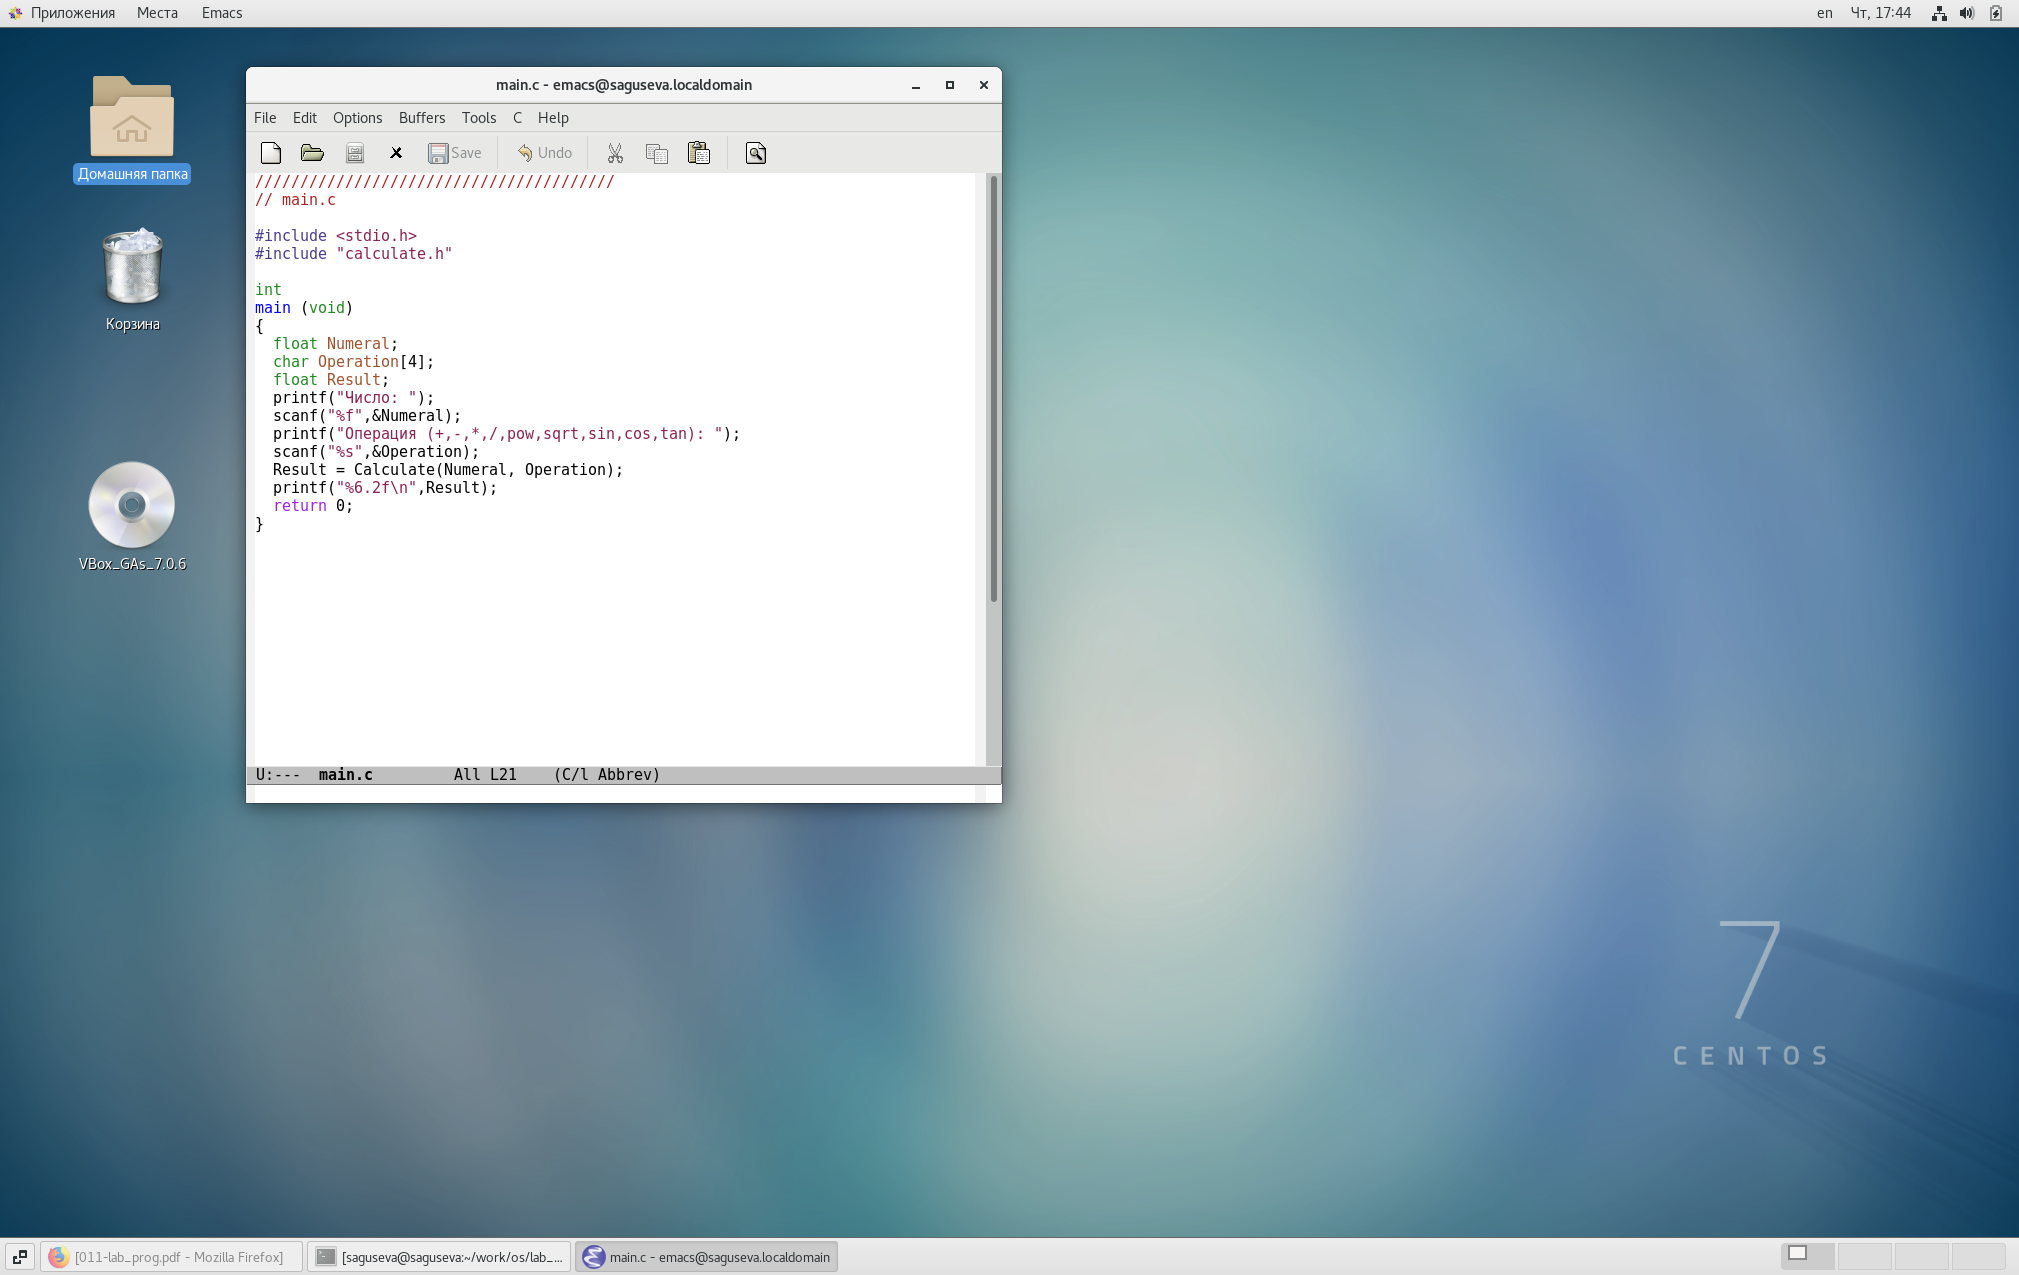 Приложения Места Emacs en Чт, 17:44
Домашняя папка
Корзина
VBox_GAs_7.0.6
main.c - emacs@saguseva.localdomain
File Edit Options Buffers Tools C Help
Save Undo
////////////////////////////////////////
// main.c
#include <stdio.h>
#include "calculate.h"
int
main (void)
{
  float Numeral;
  char Operation[4];
  float Result;
  printf("Число: ");
  scanf("%f",&Numeral);
  printf("Операция (+,-,*,/,pow,sqrt,sin,cos,tan): ");
  scanf("%s",&Operation);
  Result = Calculate(Numeral, Operation);
  printf("%6.2f\n",Result);
  return 0;
}
U:--- main.c All L21 (C/l Abbrev)
7
CENTOS
[011-lab_prog.pdf - Mozilla Firefox] [saguseva@saguseva:~/work/os/lab_... main.c - emacs@saguseva.localdomain